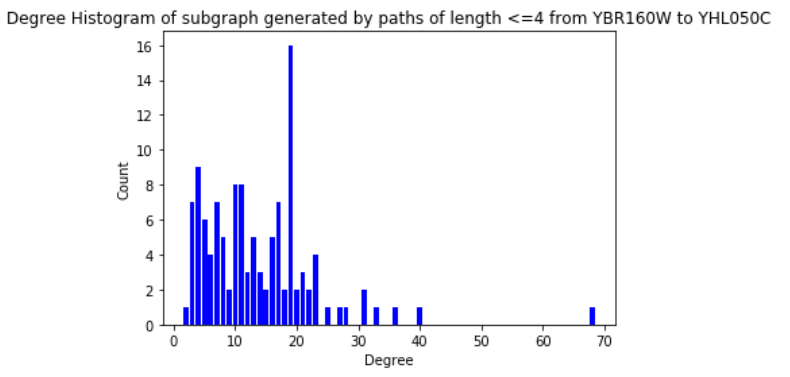 Degree Histogram of subgraph generated by paths of length <=4 from YBR160W to YHL050C
16
14
12
10
8
6
4
2
0
Count
0 10 20 30 40 50 60 70
Degree